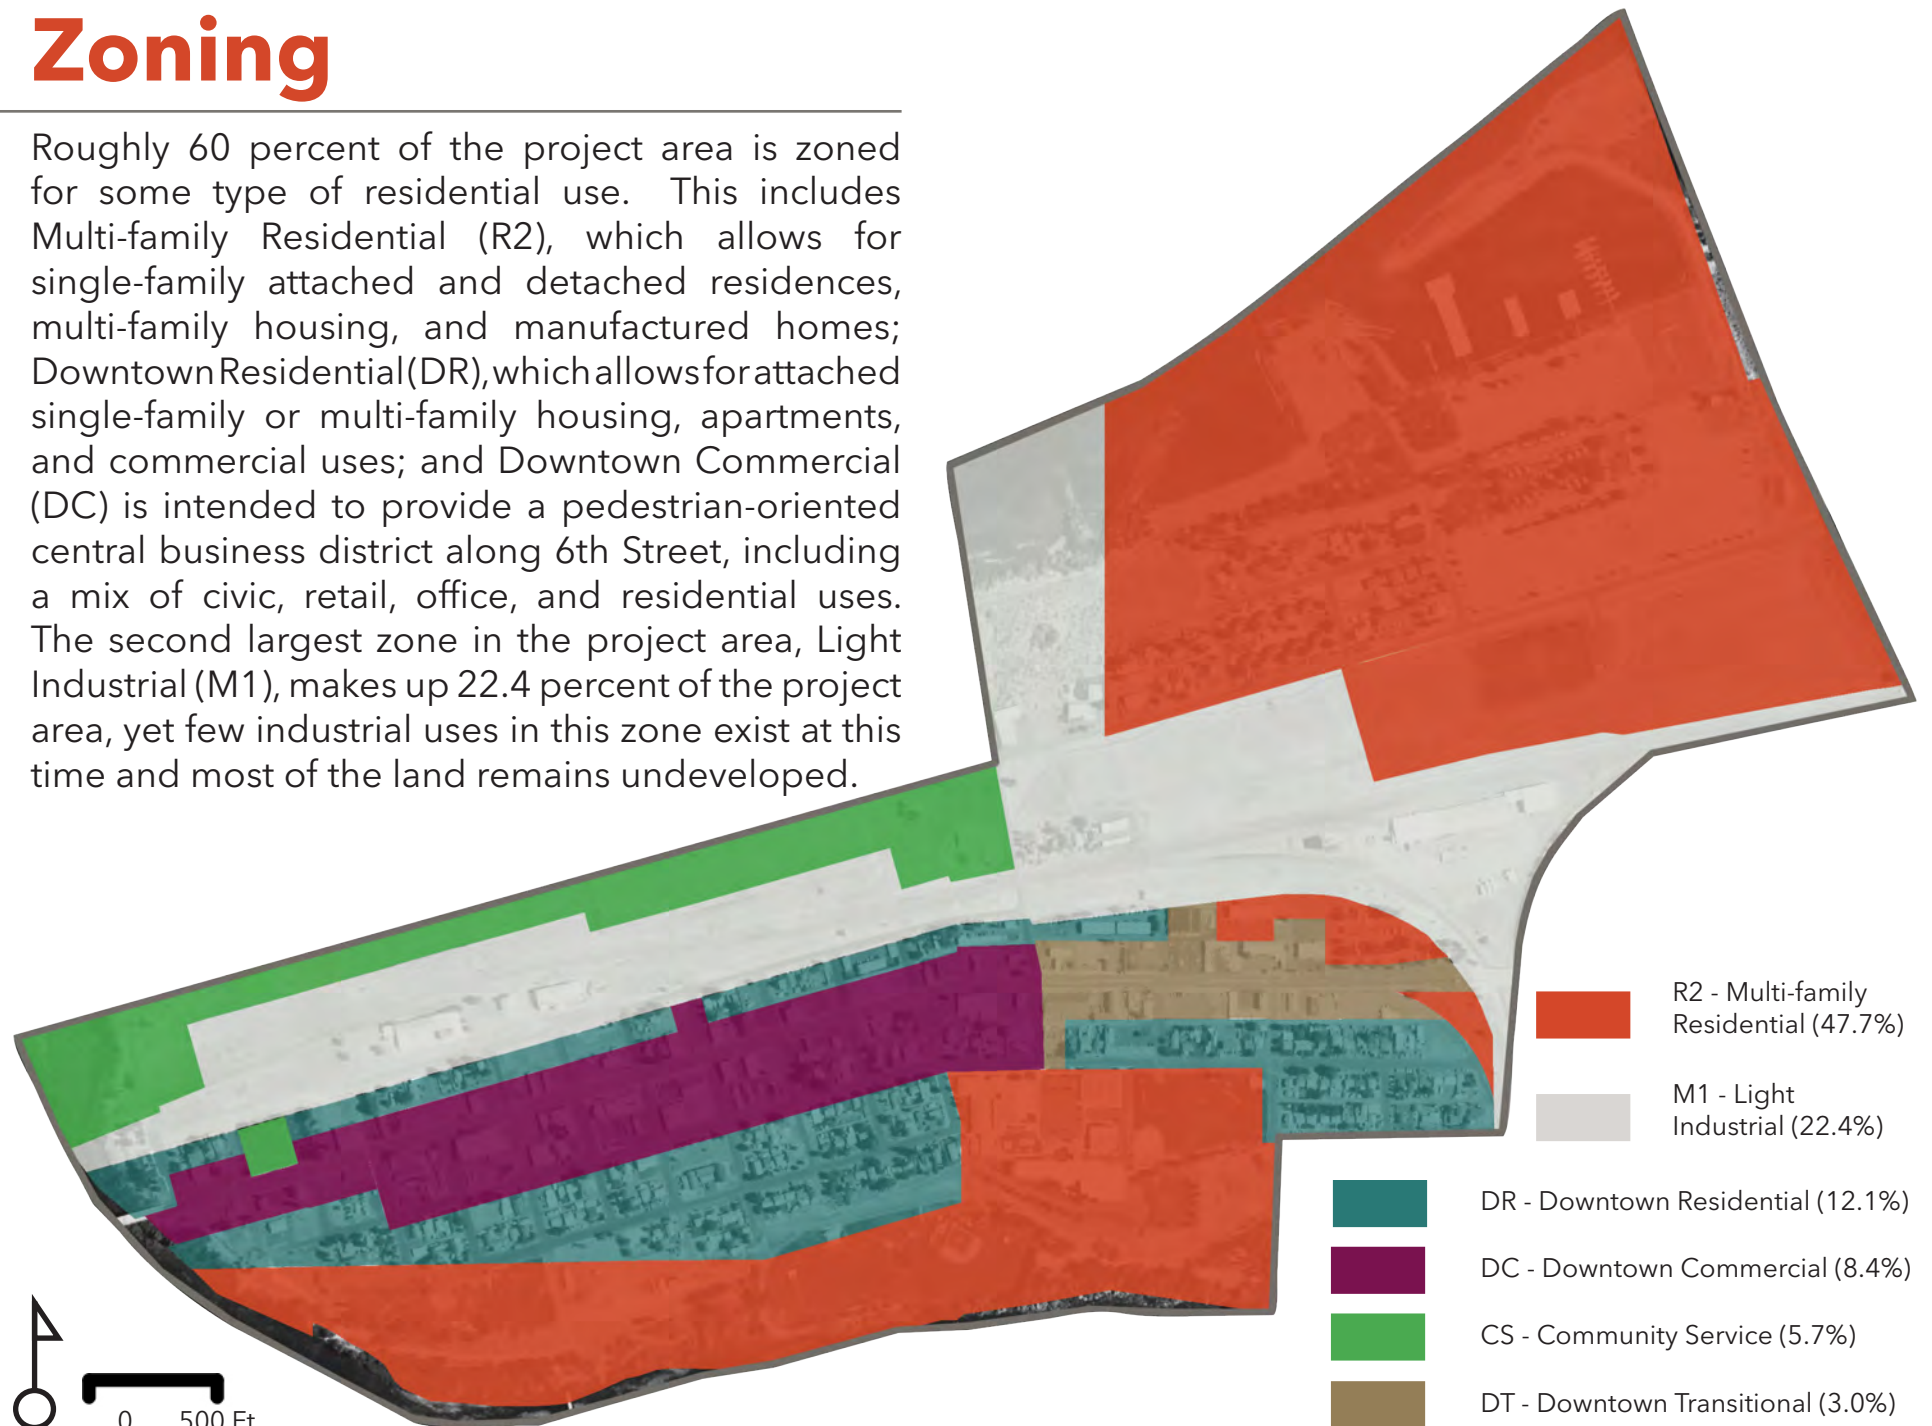 Zoning
Roughly 60 percent of the project area is zoned
for some type of residential use. This includes
Multi-family Residential (R2), which allows for
single-family attached and detached residences,
multi-family housing, and manufactured homes;
Downtown Residential (DR), which allows for attached
single-family or multi-family housing, apartments,
and commercial uses; and Downtown Commercial
(DC) is intended to provide a pedestrian-oriented
central business district along 6th Street, including
a mix of civic, retail, office, and residential uses.
The second largest zone in the project area, Light
Industrial (M1), makes up 22.4 percent of the project
area, yet few industrial uses in this zone exist at this
time and most of the land remains undeveloped.
R2 - Multi-family
Residential (47.7%)
M1 - Light
Industrial (22.4%)
DR - Downtown Residential (12.1%)
DC - Downtown Commercial (8.4%)
CS - Community Service (5.7%)
DT - Downtown Transitional (3.0%)
0 500 Ft